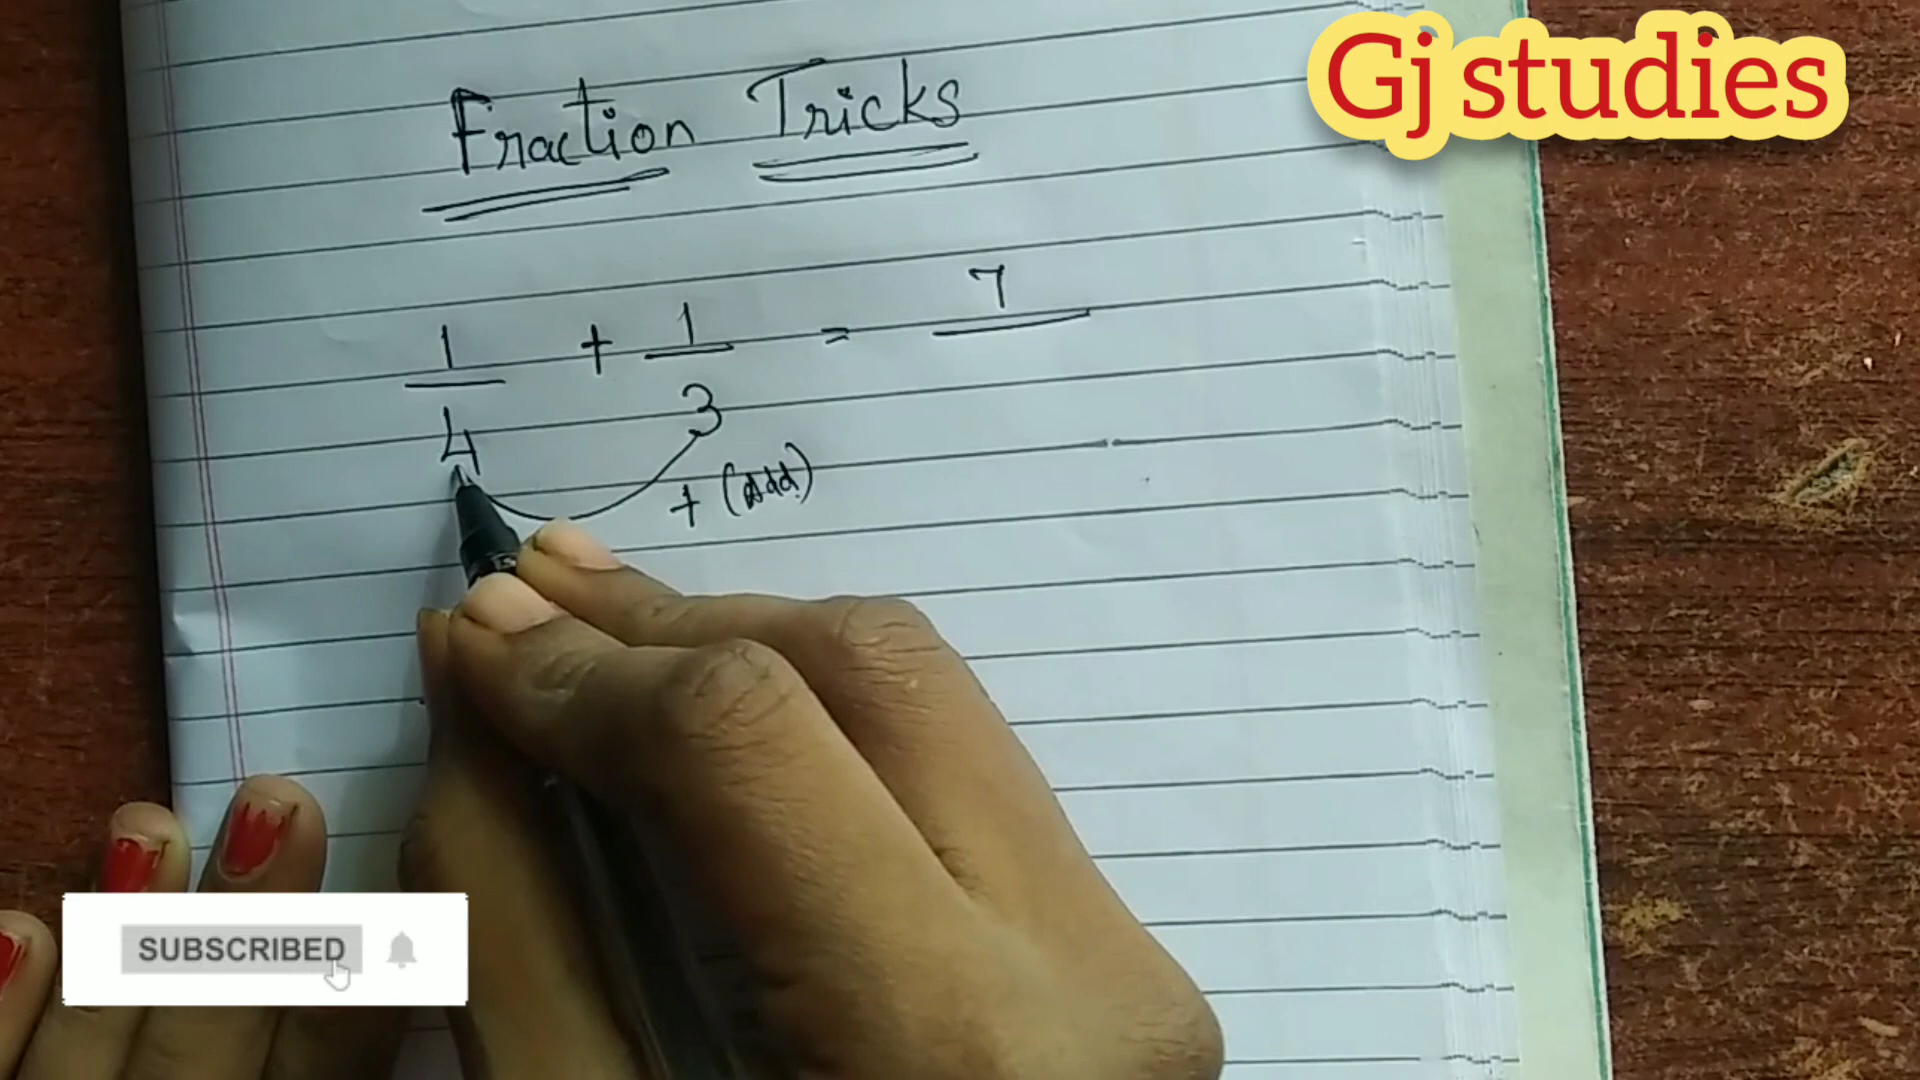 Gj studies
Fraction Tricks
1/4 + 1/3 = 7/
+ (Add)
SUBSCRIBED